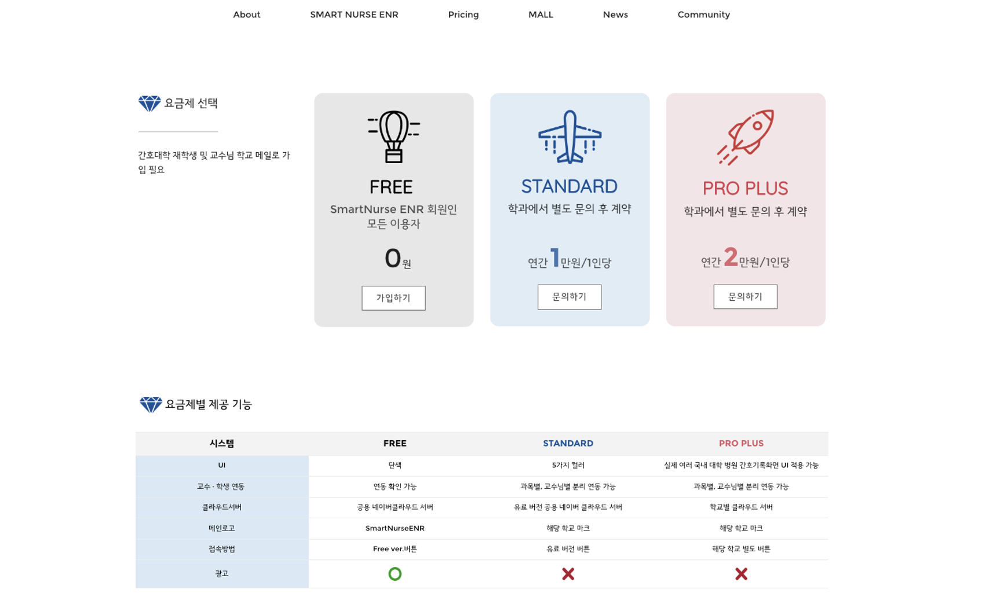 About SMART NURSE ENR Pricing MALL News Community
요금제 선택
간호대학 재학생 및 교수님 학교 메일로 가
입 필요
FREE
SmartNurse ENR 회원인
모든 이용자
0원
가입하기
STANDARD
학과에서 별도 문의 후 계약
연간 1만원/1인당
문의하기
PRO PLUS
학과에서 별도 문의 후 계약
연간 2만원/1인당
문의하기
요금제별 제공 기능
시스템 FREE STANDARD PRO PLUS
UI 단색 5가지 컬러 실제 여러 국내 대학 병원 간호기록화면 UI 적용 가능
교수 · 학생 연동 연동 확인 가능 과목별, 교수님별 분리 연동 가능 과목별, 교수님별 분리 연동 가능
클라우드서버 공용 네이버클라우드 서버 유료 버전 공용 네이버 클라우드 서버 학교별 클라우드 서버
메인로고 SmartNurseENR 해당 학교 마크 해당 학교 마크
접속방법 Free ver.버튼 유료 버전 버튼 해당 학교 별도 버튼
광고